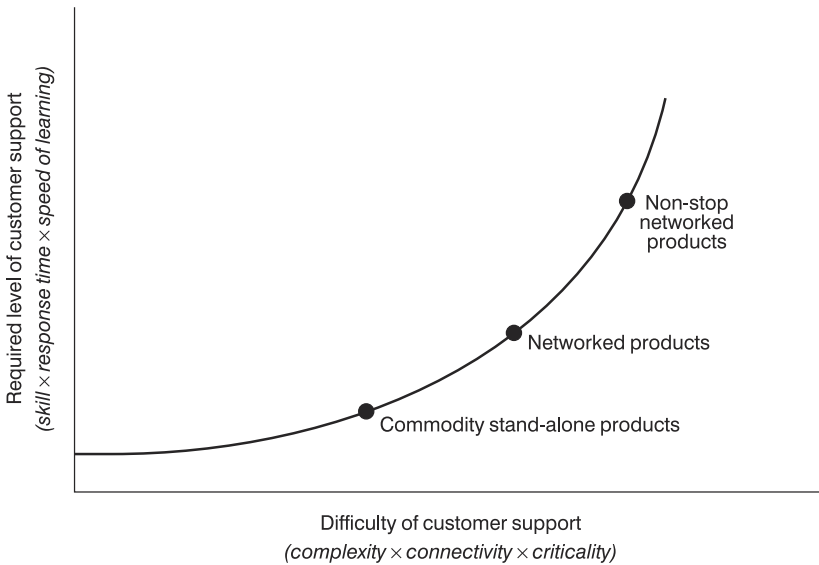 Required level of customer support
(skill × response time × speed of learning)
Non-stop
networked
products
Networked products
Commodity stand-alone products
Difficulty of customer support
(complexity × connectivity × criticality)